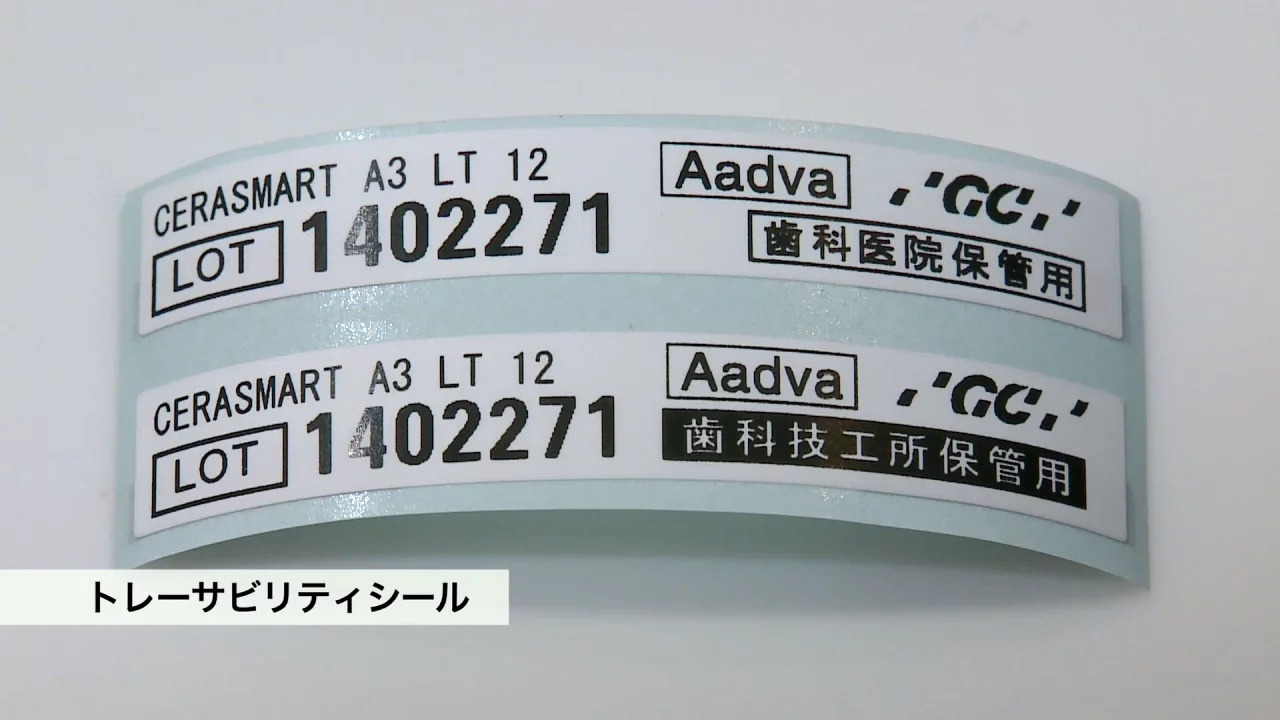 CERASMART A3 LT 12
LOT 1402271
Aadva GC
歯科医院保管用
CERASMART A3 LT 12
LOT 1402271
Aadva GC
歯科技工所保管用
トレーサビリティシール